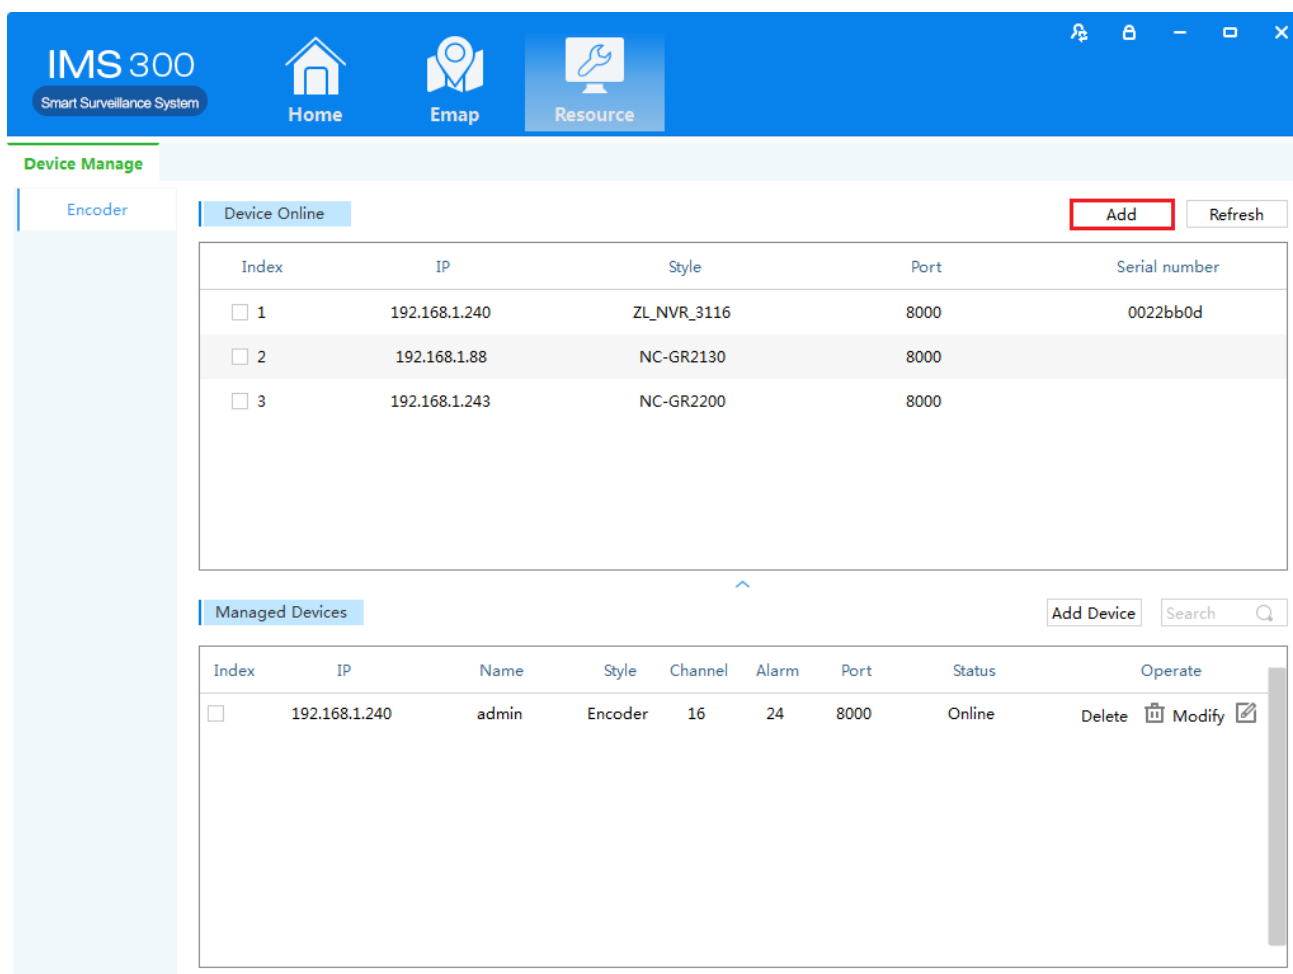 IMS 300
Smart Surveillance System
Home
Emap
Resource
Device Manage
Encoder
Device Online
Add
Refresh
Index IP Style Port Serial number
1 192.168.1.240 ZL_NVR_3116 8000 0022bb0d
2 192.168.1.88 NC-GR2130 8000
3 192.168.1.243 NC-GR2200 8000
Managed Devices
Add Device
Search
Index IP Name Style Channel Alarm Port Status Operate
192.168.1.240 admin Encoder 16 24 8000 Online Delete Modify